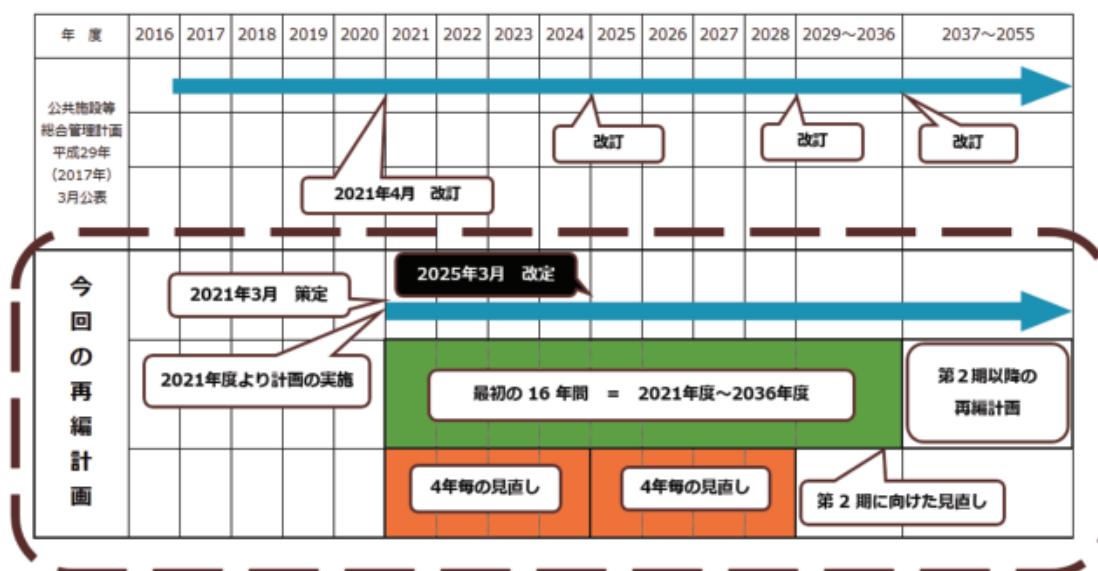 年 度 2016 2017 2018 2019 2020 2021 2022 2023 2024 2025 2026 2027 2028 2029～2036 2037～2055
公共施設等
総合管理計画
平成29年
（2017年）
3月公表
改訂 改訂 改訂
2021年4月 改訂
今回の再編計画
2025年3月 改定
2021年3月 策定
2021年度より計画の実施
最初の 16 年間 ＝ 2021年度～2036年度
第２期以降の
再編計画
4年毎の見直し 4年毎の見直し
第 2 期に向けた見直し